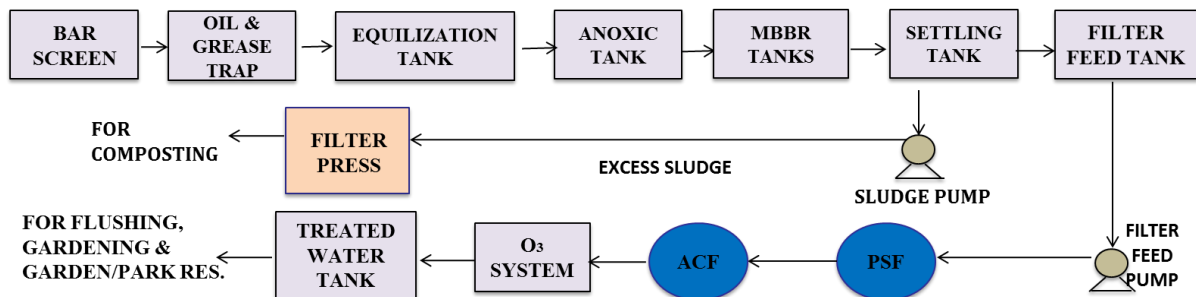 BAR
SCREEN
OIL &
GREASE
TRAP
EQUILIZATION
TANK
ANOXIC
TANK
MBBR
TANKS
SETTLING
TANK
FILTER
FEED TANK
FOR
COMPOSTING
FILTER
PRESS
EXCESS SLUDGE
SLUDGE PUMP
FOR FLUSHING,
GARDENING &
GARDEN/PARK RES.
TREATED
WATER
TANK
O₃
SYSTEM
ACF
PSF
FILTER
FEED
PUMP